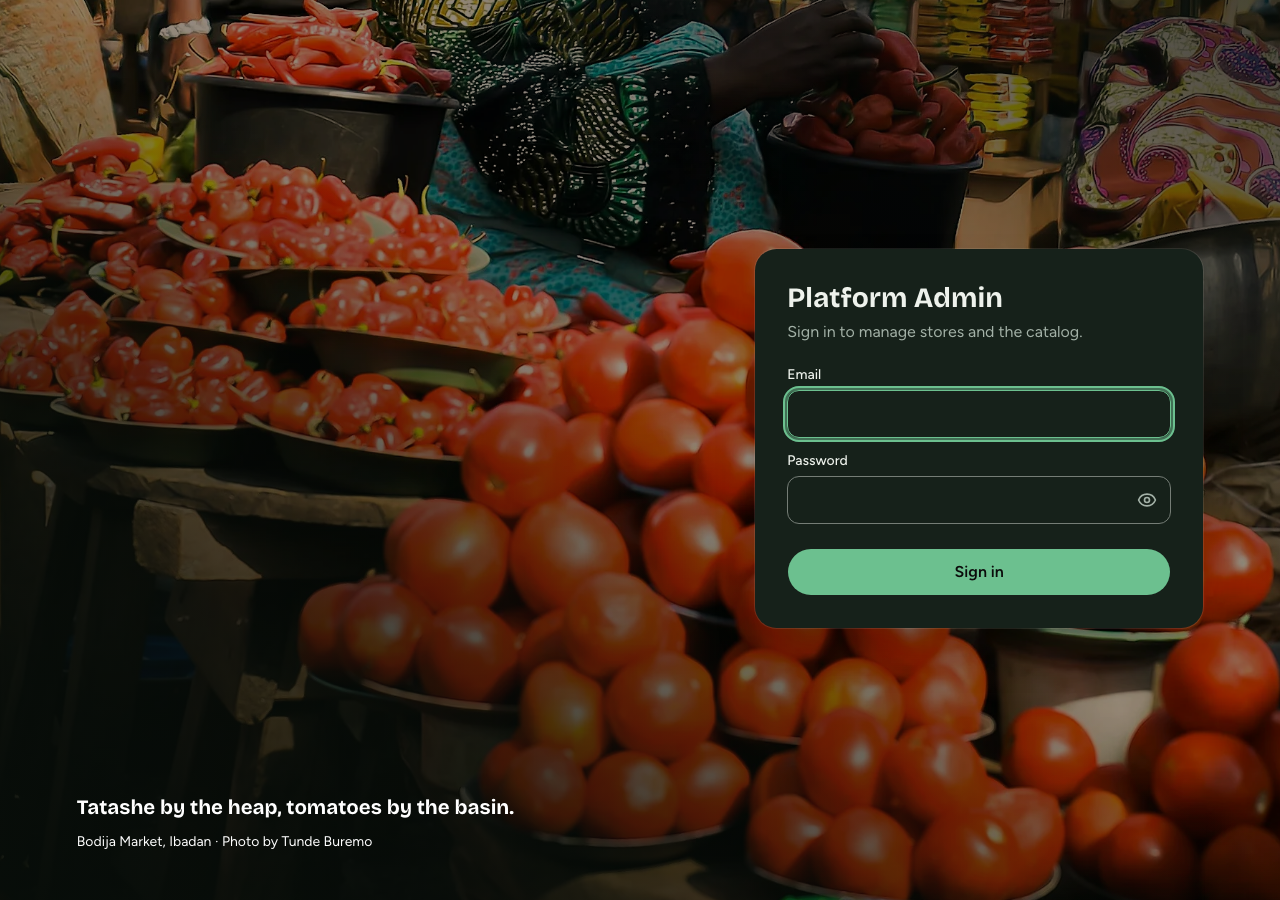 Platform Admin
Sign in to manage stores and the catalog.
Email
Password
Sign in
Tatashe by the heap, tomatoes by the basin.
Bodija Market, Ibadan · Photo by Tunde Buremo